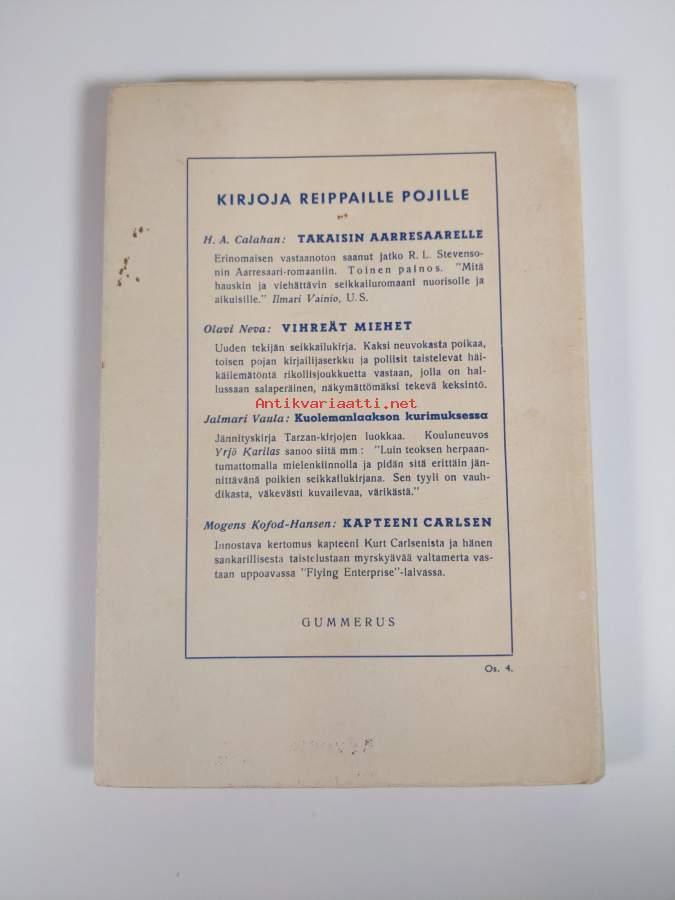 KIRJOJA REIPPAILLE POJILLE
H. A. Calahan: TAKAISIN AARRESAARELLE
Erinomaisen vastaanoton saanut jatko R. L. Stevenso-
nin Aarresaari-romaaniin. Toinen painos. "Mitä
hauskin ja viehättävin seikkailuromaani nuorisolle ja
aikuisille." Ilmari Vainio, U.S.
Olavi Neva: VIHREÄT MIEHET
Uuden tekijän seikkailukirja. Kaksi neuvokasta poikaa,
toisen pojan kirjailijaserkku ja poliisit taistelevat häi-
käilemätöntä rikollisjoukkuetta vastaan, jolla on hal-
lussaan salaperäinen, näkymättömäksi tekevä keksintö.
Antikvariaatti.net
Jalmari Vaula: Kuolemanlaakson kurimuksessa
Jännityskirja Tarzan-kirjojen luokkaa. Kouluneuvos
Yrjö Karilas sanoo siitä mm: "Luin teoksen herpaan-
tumattomalla mielenkiinnolla ja pidän sitä erittäin jän-
nittävänä poikien seikkailukirjana. Sen tyyli on vauh-
dikasta, väkevästi kuvailevaa, värikästä."
Mogens Kofod-Hansen: KAPTEENI CARLSEN
Innostava kertomus kapteeni Kurt Carlsenista ja hänen
sankarillisesta taistelustaan myrskyävää valtamerta vas-
taan uppoavassa "Flying Enterprise"-laivassa.
GUMMERUS
Os. 4.